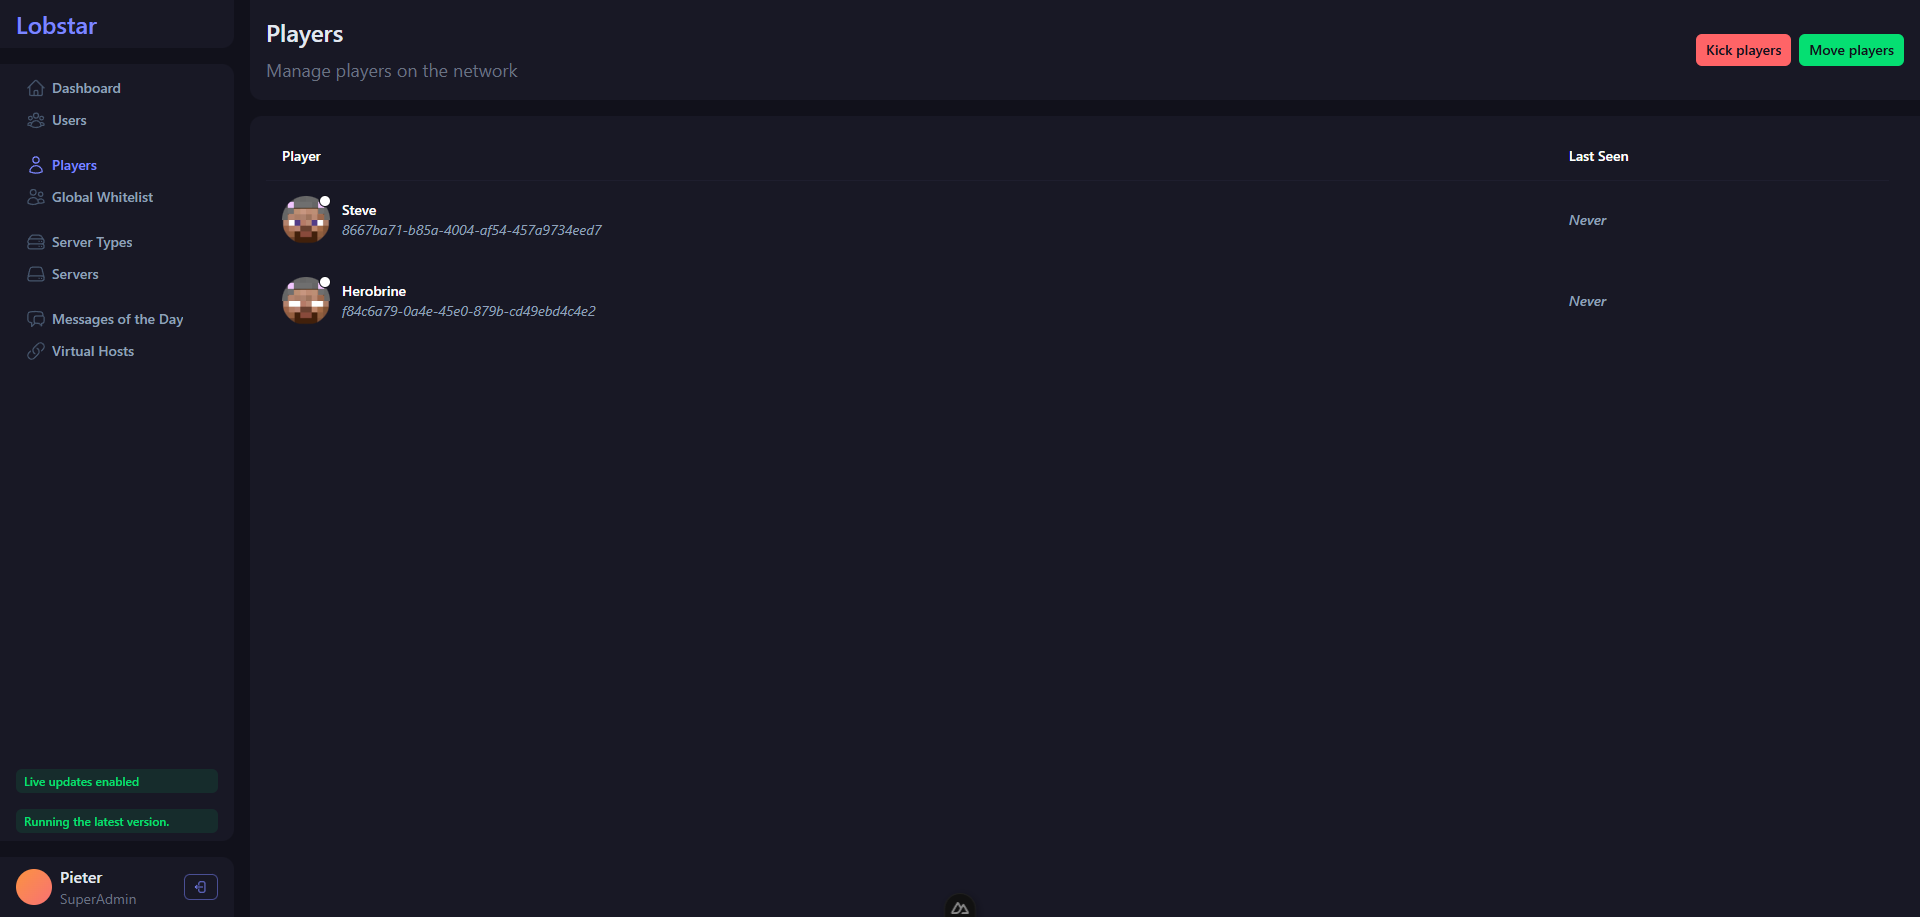 Lobstar
Dashboard
Users
Players
Global Whitelist
Server Types
Servers
Messages of the Day
Virtual Hosts
Live updates enabled
Running the latest version.
Pieter
SuperAdmin
Players
Manage players on the network
Kick players
Move players
Player
Last Seen
Steve
8667ba71-b85a-4004-af54-457a9734eed7
Never
Herobrine
f84c6a79-0a4e-45e0-879b-cd49ebd4c4e2
Never